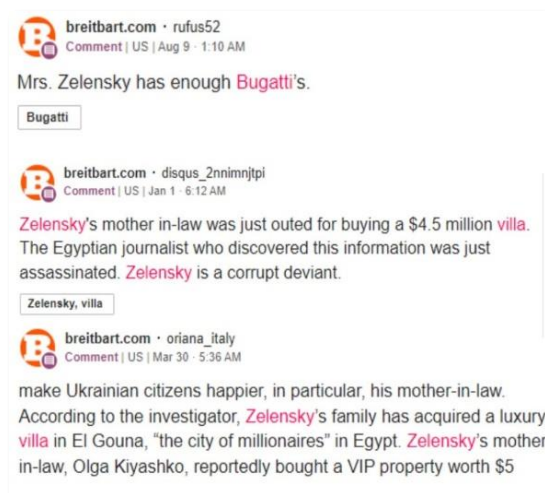 breitbart.com · rufus52
Comment | US | Aug 9 · 1:10 AM
Mrs. Zelensky has enough Bugatti's.
Bugatti
breitbart.com · disqus_2nnimnjtpi
Comment | US | Jan 1 · 6:12 AM
Zelensky's mother in-law was just outed for buying a $4.5 million villa.
The Egyptian journalist who discovered this information was just
assassinated. Zelensky is a corrupt deviant.
Zelensky, villa
breitbart.com · oriana_italy
Comment | US | Mar 30 · 5:36 AM
make Ukrainian citizens happier, in particular, his mother-in-law.
According to the investigator, Zelensky's family has acquired a luxury
villa in El Gouna, “the city of millionaires” in Egypt. Zelensky's mother
in-law, Olga Kiyashko, reportedly bought a VIP property worth $5